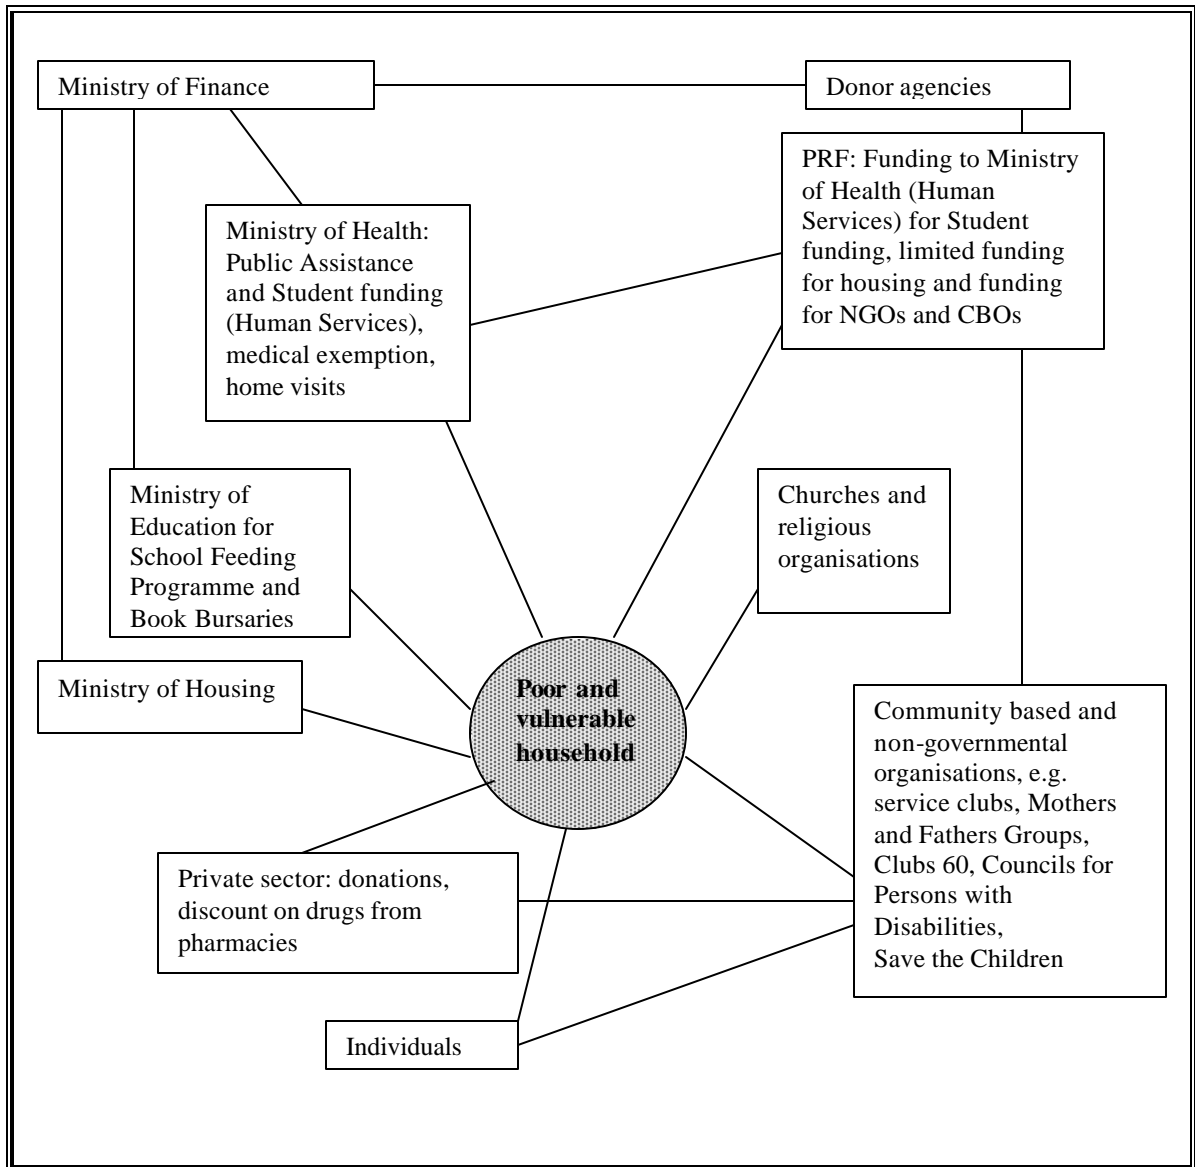 Ministry of Finance
Donor agencies
PRF: Funding to Ministry
of Health (Human
Services) for Student
funding, limited funding
for housing and funding
for NGOs and CBOs
Ministry of Health:
Public Assistance
and Student funding
(Human Services),
medical exemption,
home visits
Ministry of
Education for
School Feeding
Programme and
Book Bursaries
Churches and
religious
organisations
Ministry of Housing
Poor and
vulnerable
household
Community based and
non-governmental
organisations, e.g.
service clubs, Mothers
and Fathers Groups,
Clubs 60, Councils for
Persons with
Disabilities,
Save the Children
Private sector: donations,
discount on drugs from
pharmacies
Individuals